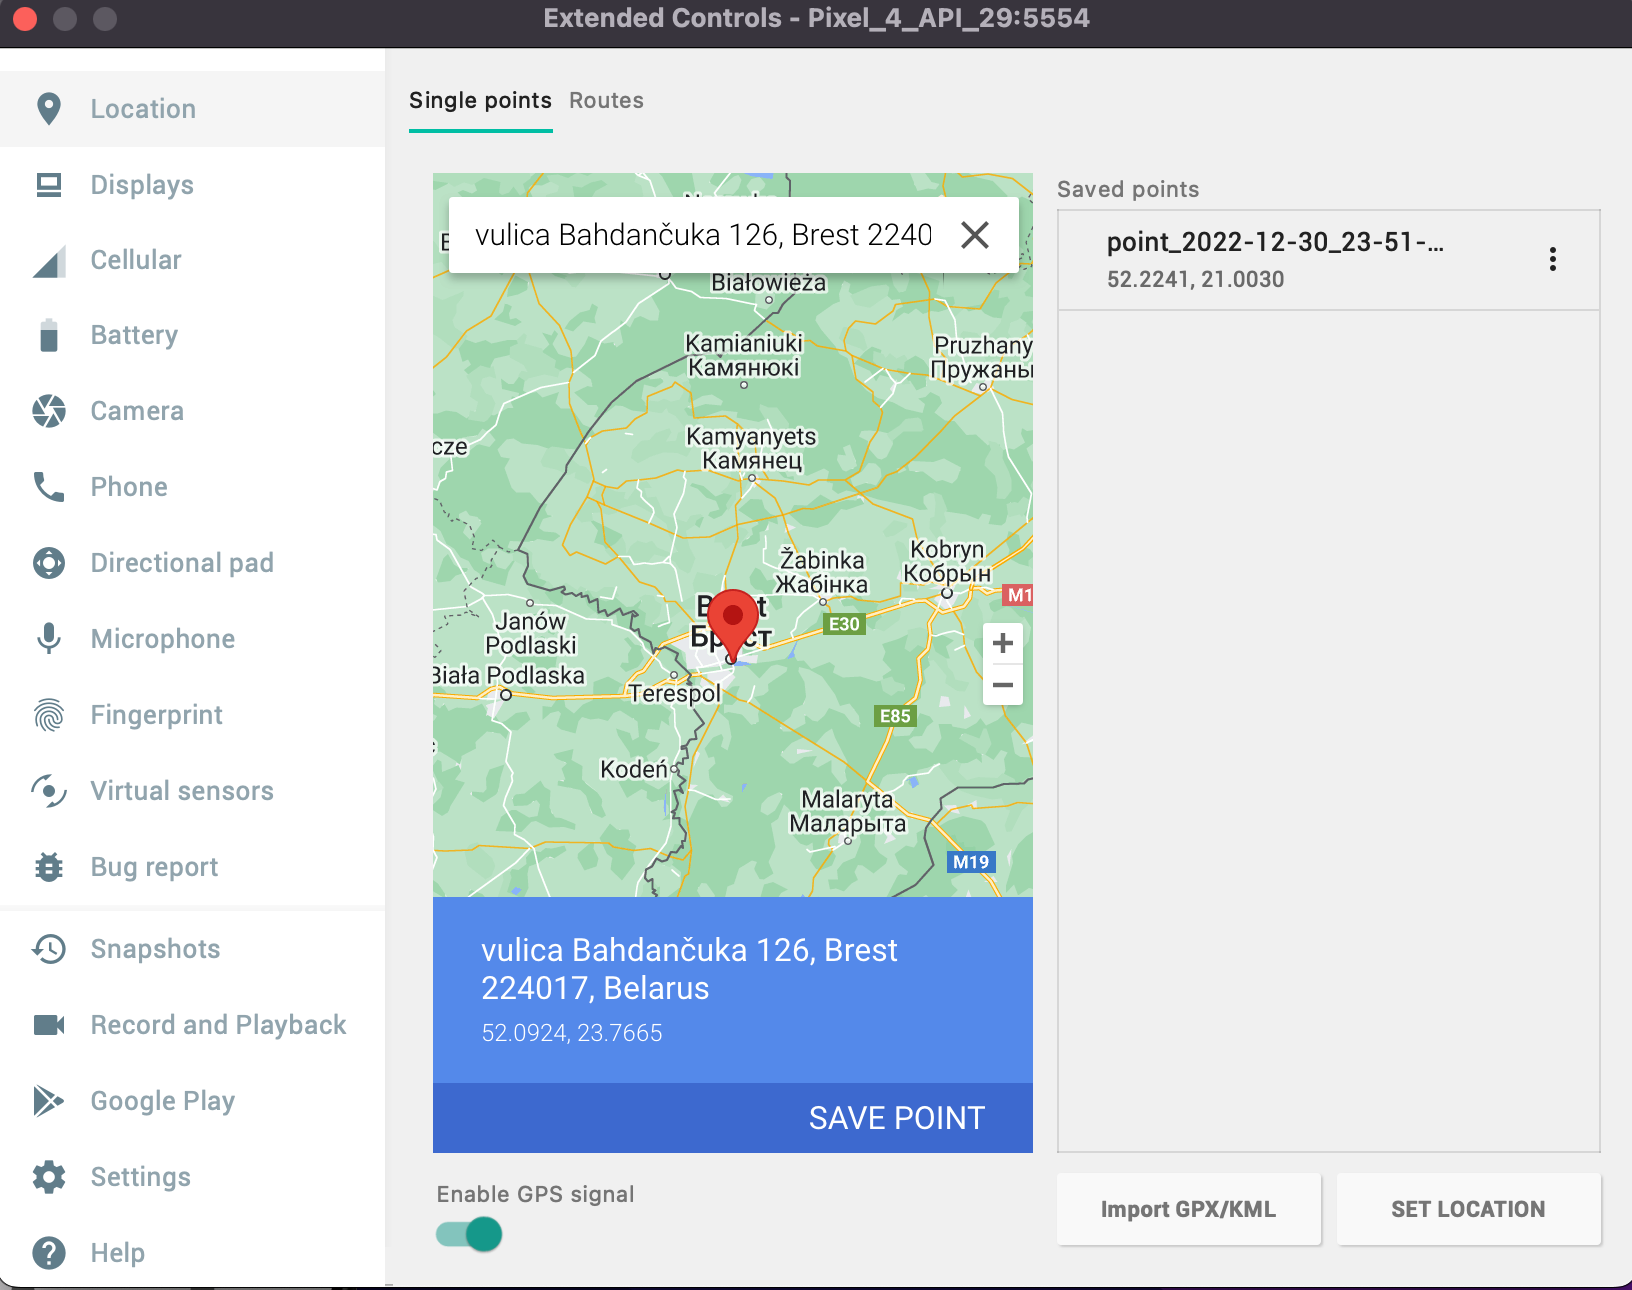 Extended Controls - Pixel_4_API_29:5554
Location
Displays
Cellular
Battery
Camera
Phone
Directional pad
Microphone
Fingerprint
Virtual sensors
Bug report
Snapshots
Record and Playback
Google Play
Settings
Help
Single points Routes
vulica Bahdančuka 126, Brest 2240
Białowieża
Kamianiuki
Камянюкі
Pruzhany
Пружаны
Kamyanyets
Камянец
cze
Žabinka
Жабінка
Kobryn
Кобрын
M1
E30
Janów
Podlaski
Biała Podlaska
Terespol
E85
Kodeń
Malaryta
Маларыта
M19
vulica Bahdančuka 126, Brest
224017, Belarus
52.0924, 23.7665
SAVE POINT
Enable GPS signal
Saved points
point_2022-12-30_23-51-...
52.2241, 21.0030
Import GPX/KML
SET LOCATION